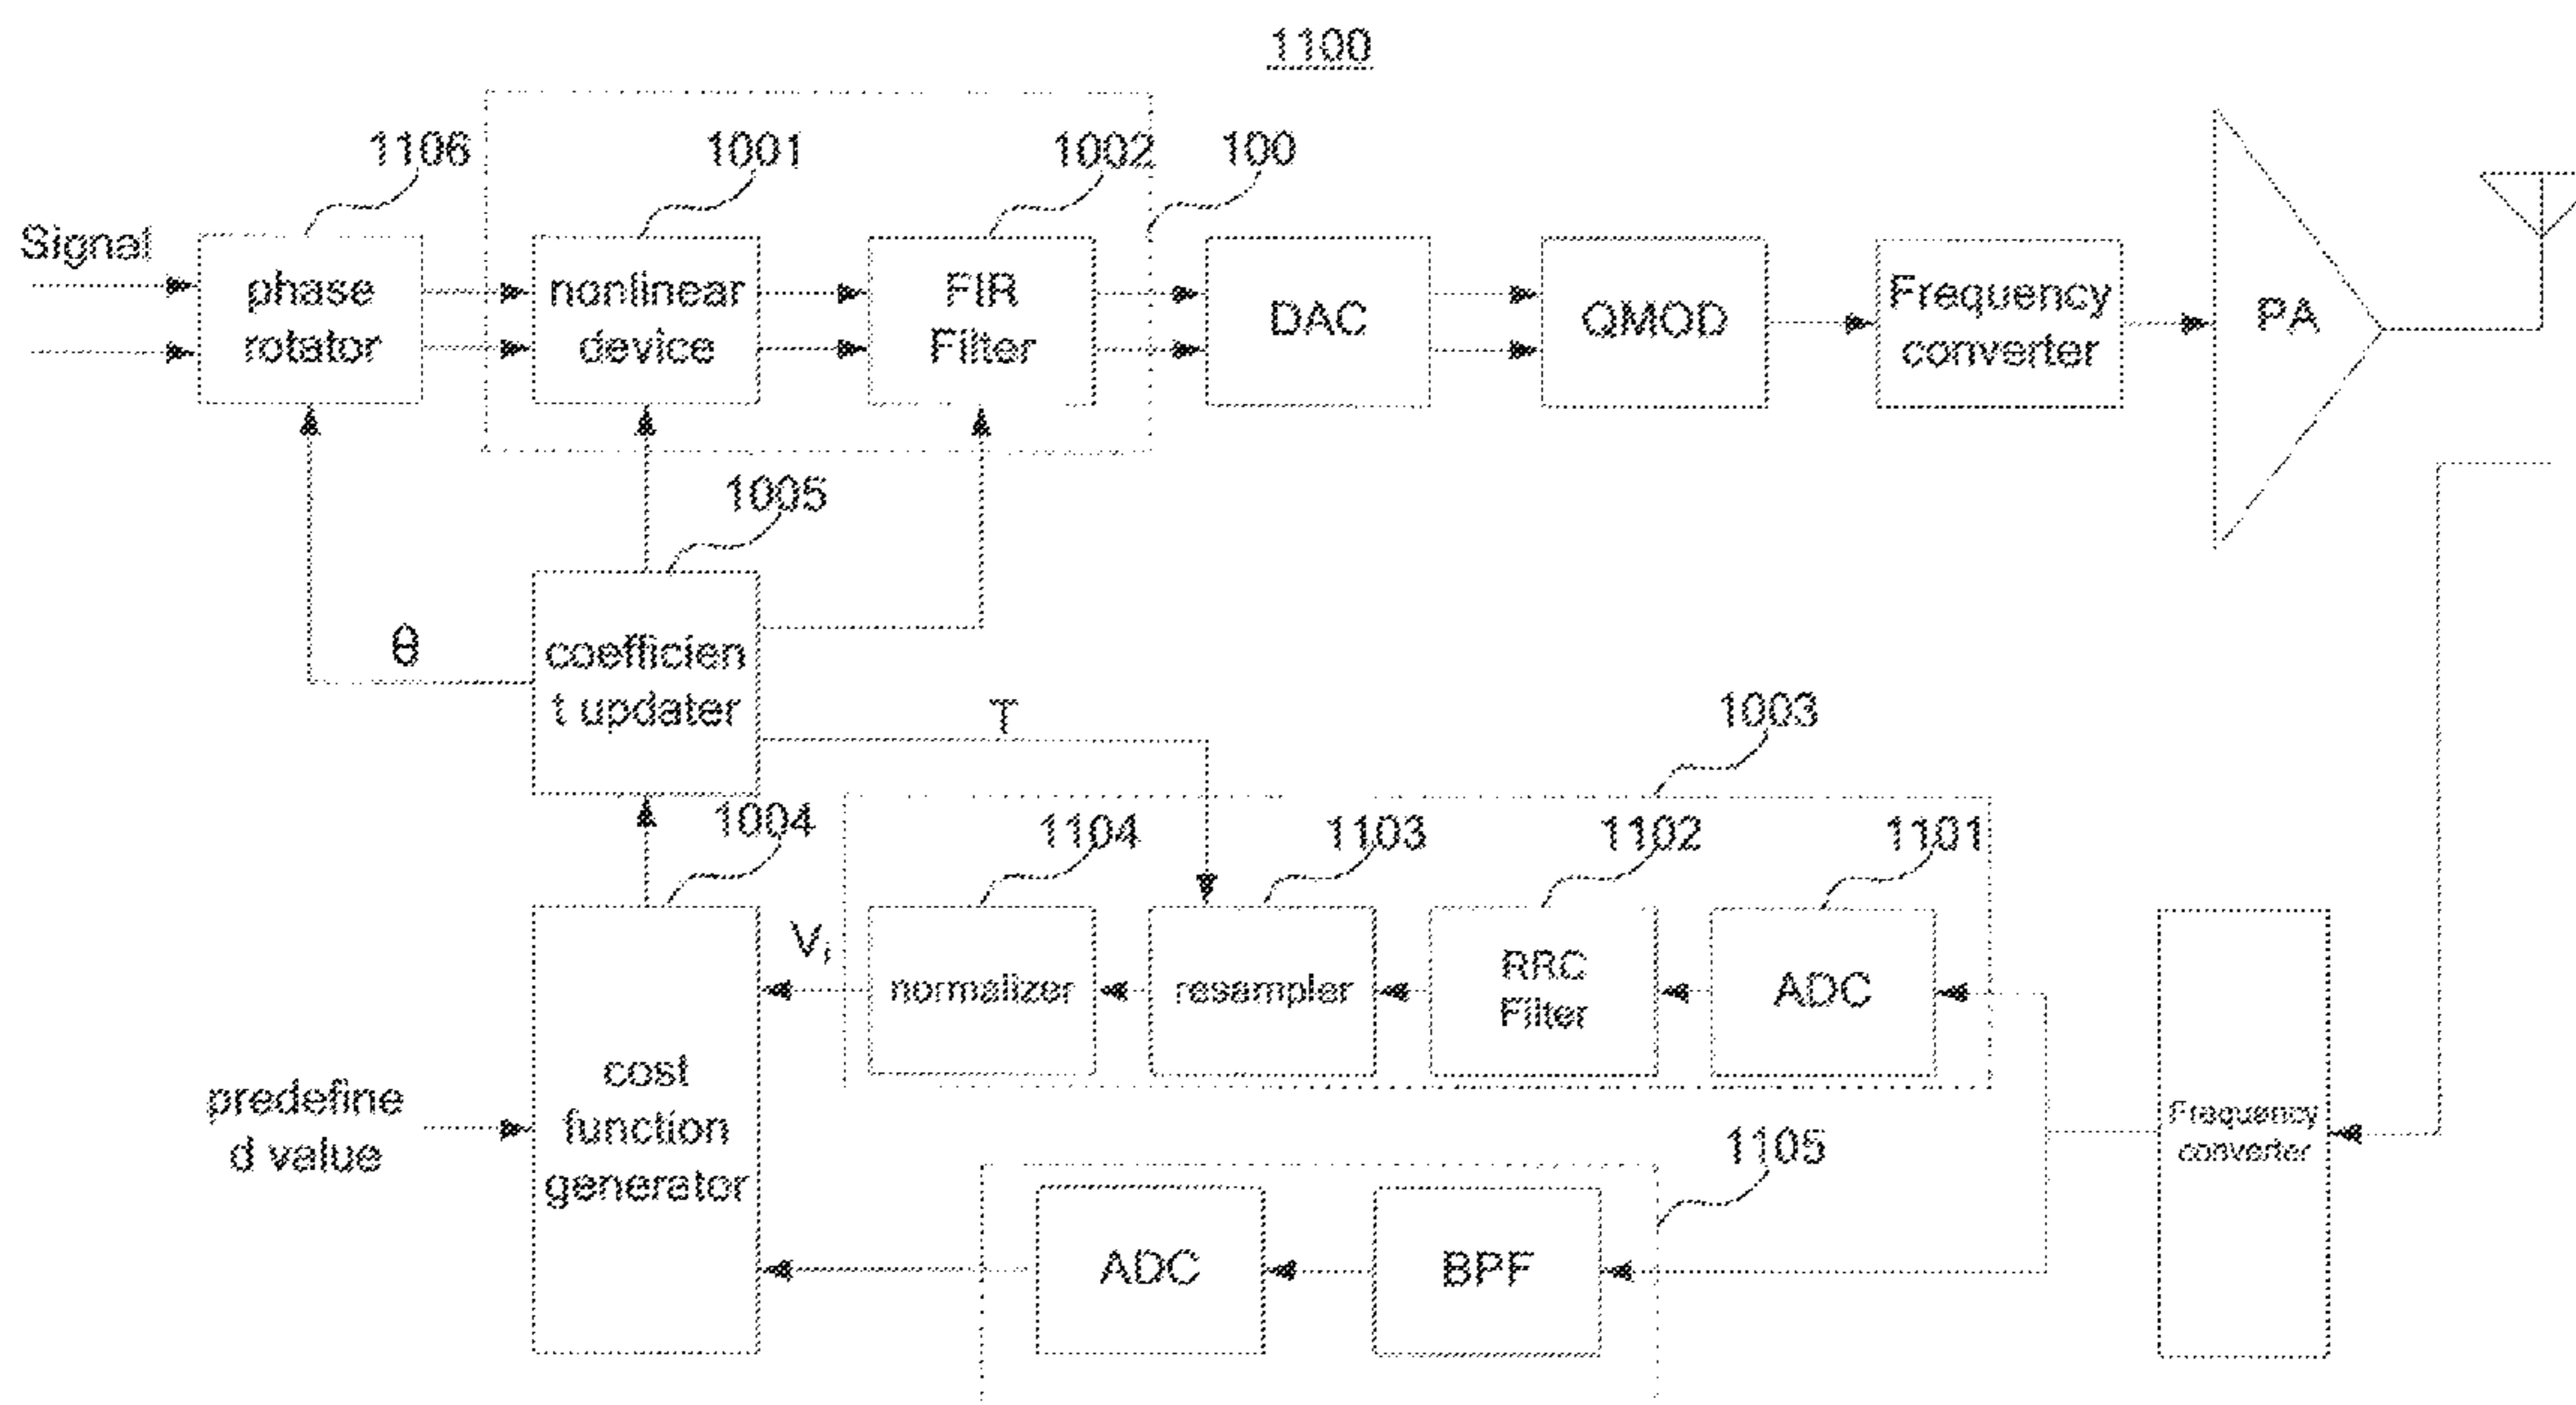 1100
1106
1001
1002
100
Signal
phase
rotator
nonlinear
device
FIR
Filter
DAC
QMOD
Frequency
converter
PA
1005
θ
coefficien
t updater
T
1003
1004
1104
1103
1102
1101
Vi
normalizer
resampler
RRC
Filter
ADC
predefine
d value
cost
function
generator
Frequency
converter
1105
ADC
BPF